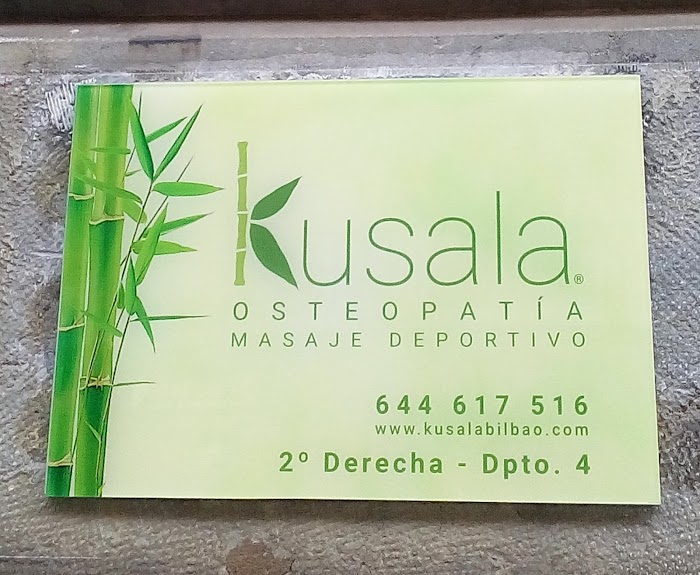 Kusala®
OSTEOPATÍA
MASAJE DEPORTIVO
644 617 516
www.kusalabilbao.com
2º Derecha - Dpto. 4